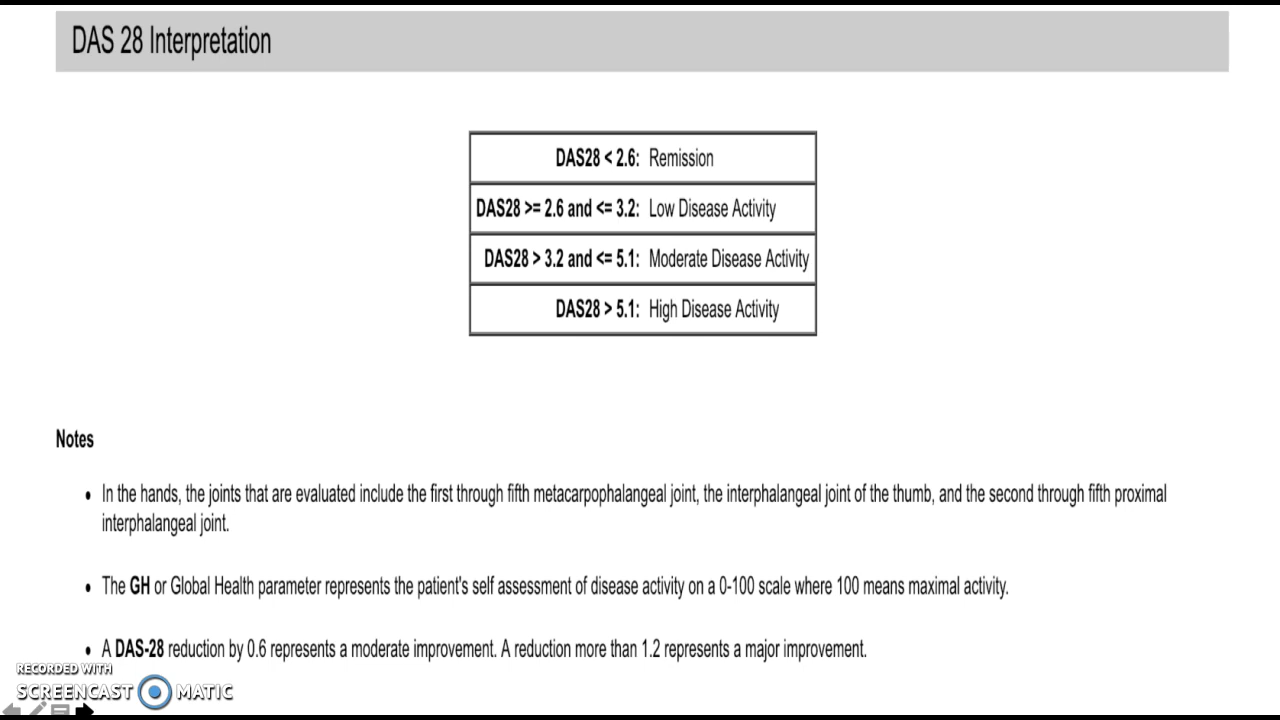 DAS 28 Interpretation
DAS28 < 2.6: Remission
DAS28 >= 2.6 and <= 3.2: Low Disease Activity
DAS28 > 3.2 and <= 5.1: Moderate Disease Activity
DAS28 > 5.1: High Disease Activity
Notes
• In the hands, the joints that are evaluated include the first through fifth metacarpophalangeal joint, the interphalangeal joint of the thumb, and the second through fifth proximal
interphalangeal joint.
• The GH or Global Health parameter represents the patient's self assessment of disease activity on a 0-100 scale where 100 means maximal activity.
• A DAS-28 reduction by 0.6 represents a moderate improvement. A reduction more than 1.2 represents a major improvement.
RECORDED WITH
SCREENCAST MATIC